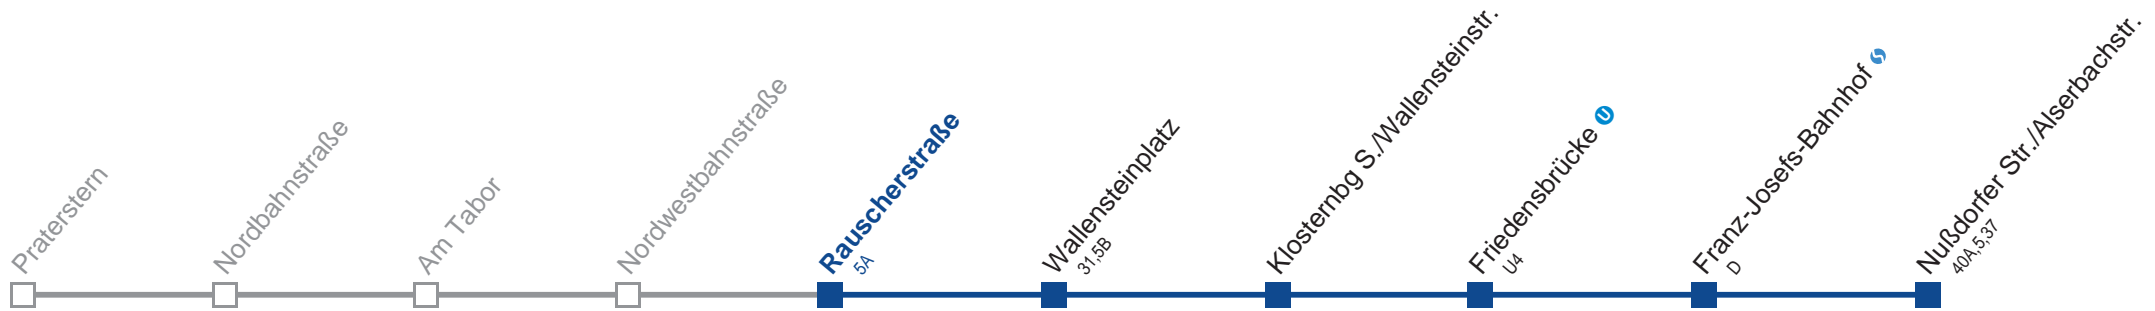 Praterstern
Nordbahnstraße
Am Tabor
Nordwestbahnstraße
Rauscherstraße
5A
Wallensteinplatz
31,5B
Klosternbg S./Wallensteinstr.
Friedensbrücke U
U4
Franz-Josefs-Bahnhof S
D
Nußdorfer Str./Alserbachstr.
40A,5,37